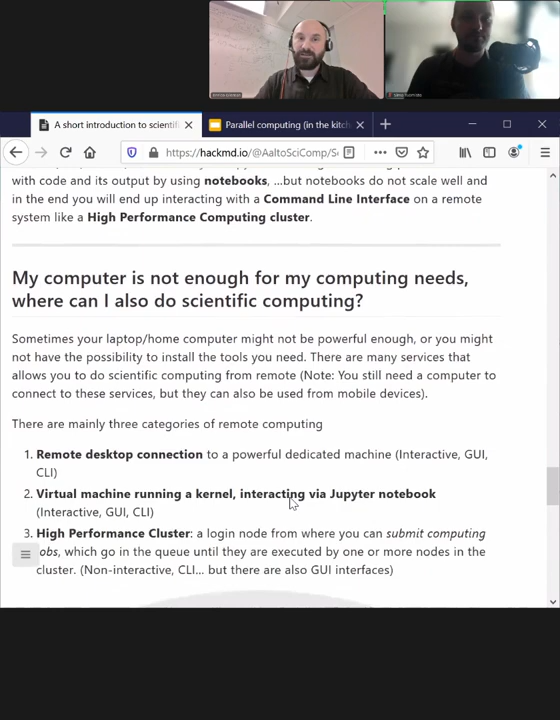 A short introduction to scientif
Parallel computing (in the kitch
https://hackmd.io/@AaltoSciComp/S
with code and its output by using notebooks, ...but notebooks do not scale well and
in the end you will end up interacting with a Command Line Interface on a remote
system like a High Performance Computing cluster.
My computer is not enough for my computing needs,
where can I also do scientific computing?
Sometimes your laptop/home computer might not be powerful enough, or you might
not have the possibility to install the tools you need. There are many services that
allows you to do scientific computing from remote (Note: You still need a computer to
connect to these services, but they can also be used from mobile devices).
There are mainly three categories of remote computing
1. Remote desktop connection to a powerful dedicated machine (Interactive, GUI,
CLI)
2. Virtual machine running a kernel, interacting via Jupyter notebook
(Interactive, GUI, CLI)
3. High Performance Cluster: a login node from where you can submit computing
obs, which go in the queue until they are executed by one or more nodes in the
cluster. (Non-interactive, CLI... but there are also GUI interfaces)